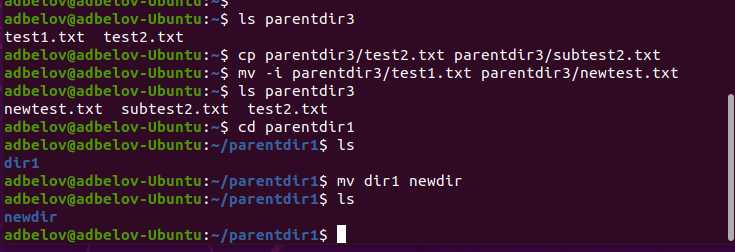 adbelov@adbelov-Ubuntu:~$
adbelov@adbelov-Ubuntu:~$ ls parentdir3
test1.txt  test2.txt
adbelov@adbelov-Ubuntu:~$ cp parentdir3/test2.txt parentdir3/subtest2.txt
adbelov@adbelov-Ubuntu:~$ mv -i parentdir3/test1.txt parentdir3/newtest.txt
adbelov@adbelov-Ubuntu:~$ ls parentdir3
newtest.txt  subtest2.txt  test2.txt
adbelov@adbelov-Ubuntu:~$ cd parentdir1
adbelov@adbelov-Ubuntu:~/parentdir1$ ls
dir1
adbelov@adbelov-Ubuntu:~/parentdir1$ mv dir1 newdir
adbelov@adbelov-Ubuntu:~/parentdir1$ ls
newdir
adbelov@adbelov-Ubuntu:~/parentdir1$